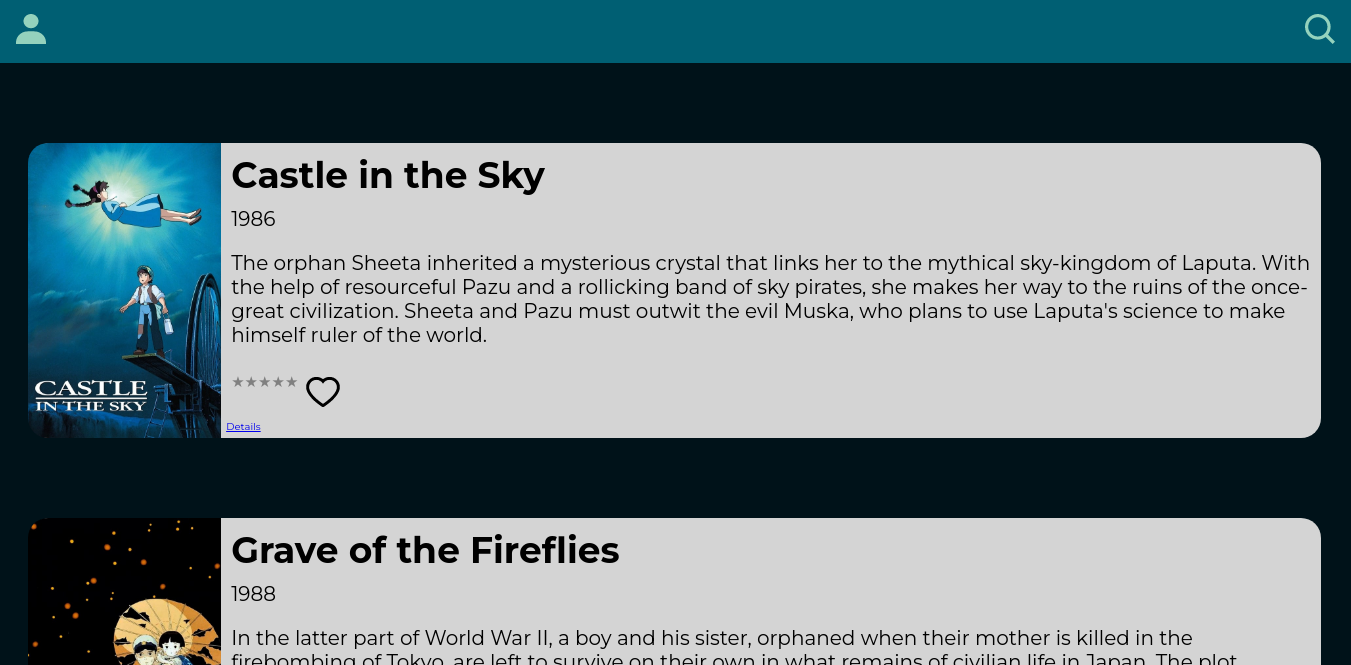 Castle in the Sky
1986
The orphan Sheeta inherited a mysterious crystal that links her to the mythical sky-kingdom of Laputa. With
the help of resourceful Pazu and a rollicking band of sky pirates, she makes her way to the ruins of the once-
great civilization. Sheeta and Pazu must outwit the evil Muska, who plans to use Laputa's science to make
himself ruler of the world.
★★★★★
Details
CASTLE
IN THE SKY
Grave of the Fireflies
1988
In the latter part of World War II, a boy and his sister, orphaned when their mother is killed in the
firebombing of Tokyo, are left to survive on their own in what remains of civilian life in Japan. The plot